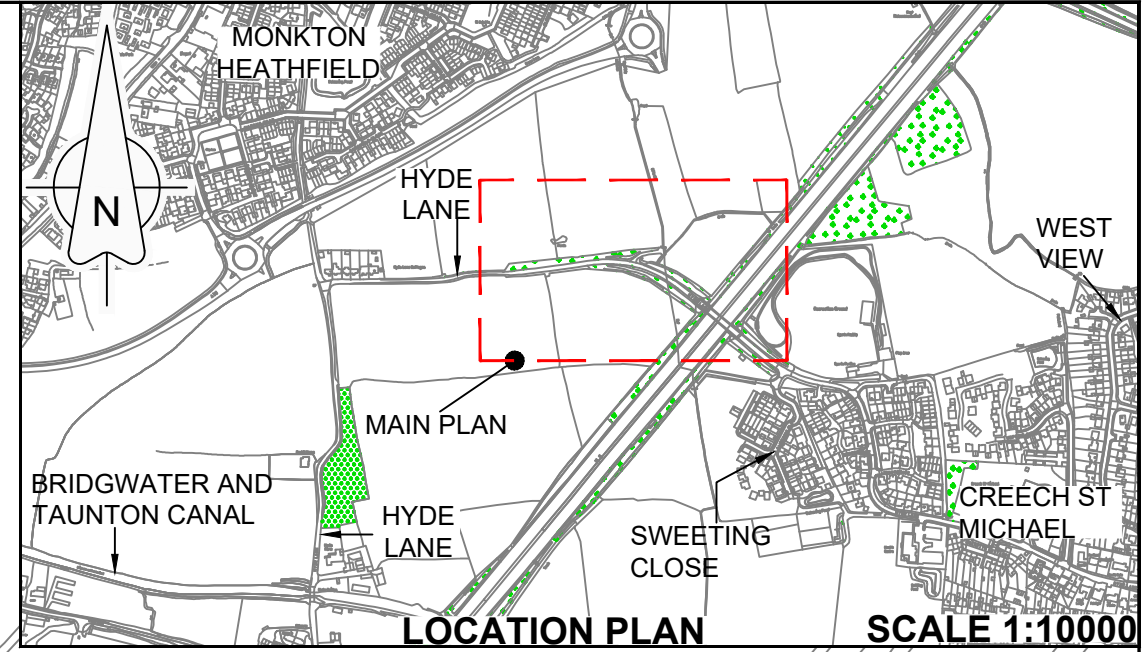 MONKTON
HEATHFIELD
N
HYDE
LANE
WEST
VIEW
MAIN PLAN
BRIDGWATER AND
TAUNTON CANAL
HYDE
LANE
SWEETING
CLOSE
CREECH ST
MICHAEL
LOCATION PLAN
SCALE 1:10000